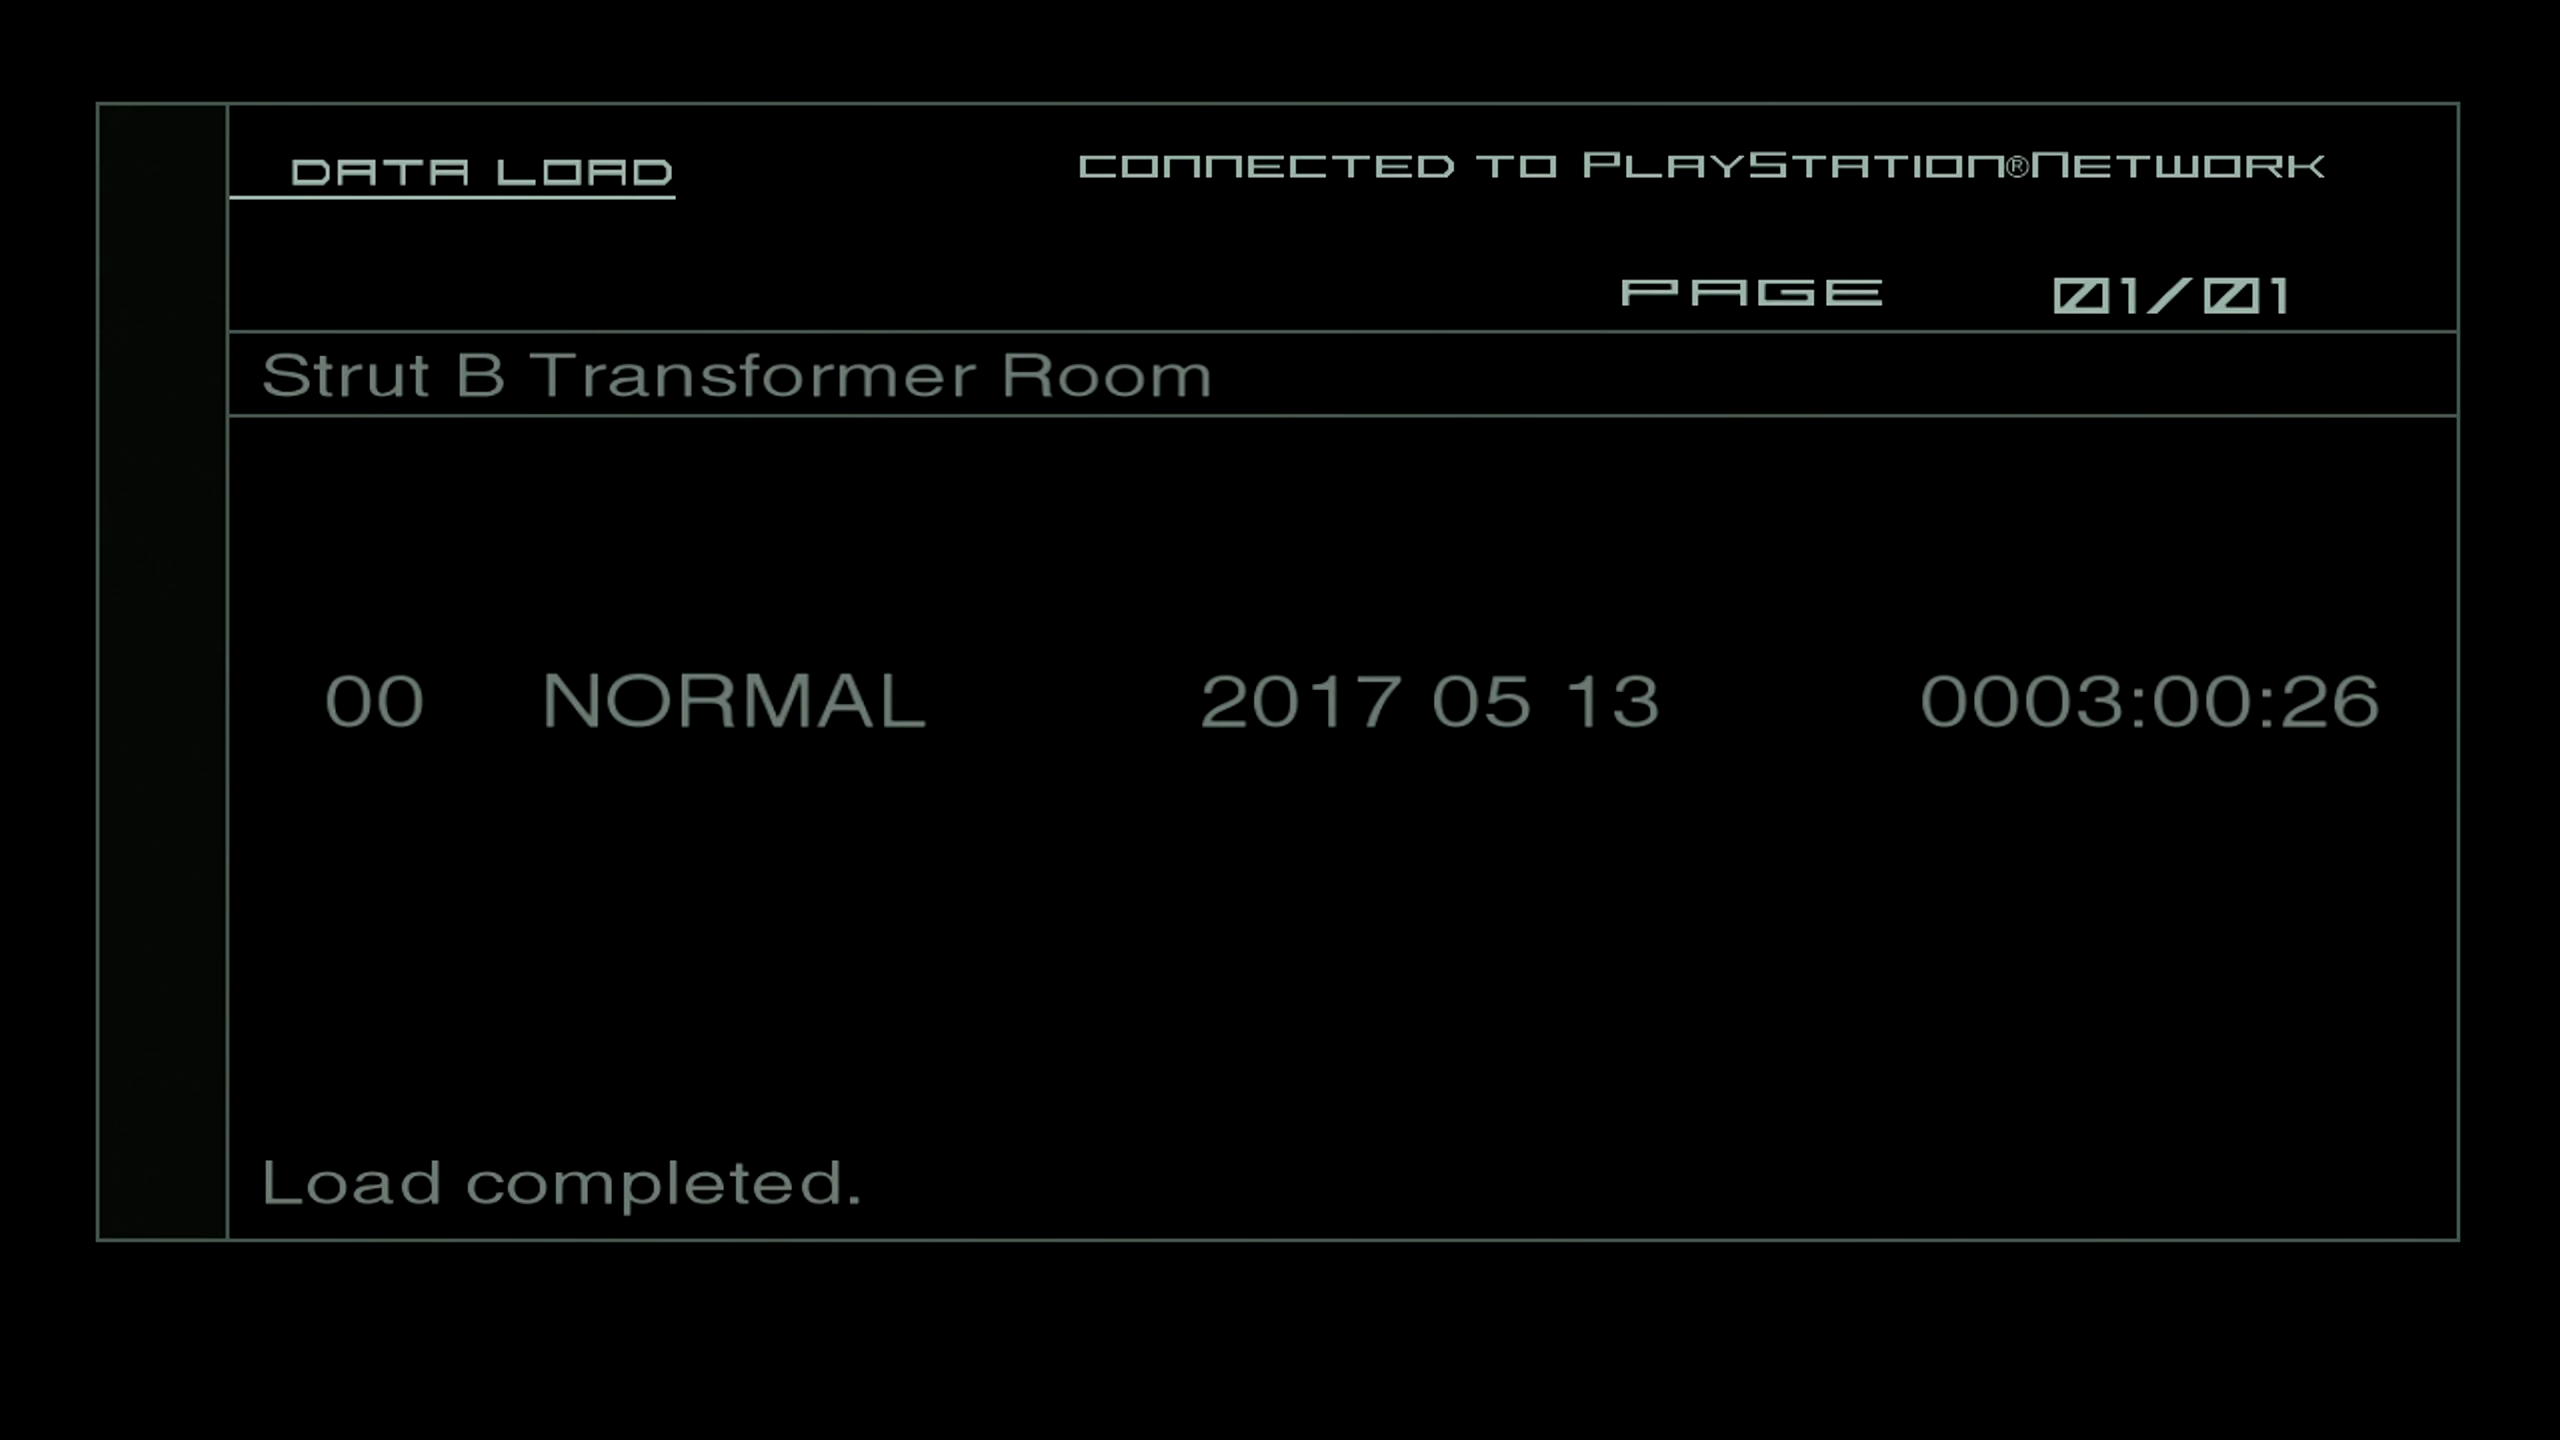 DATA LOAD
CONNECTED TO PLAYSTATION®NETWORK
PAGE 01/01
Strut B Transformer Room
00 NORMAL 2017 05 13 0003:00:26
Load completed.